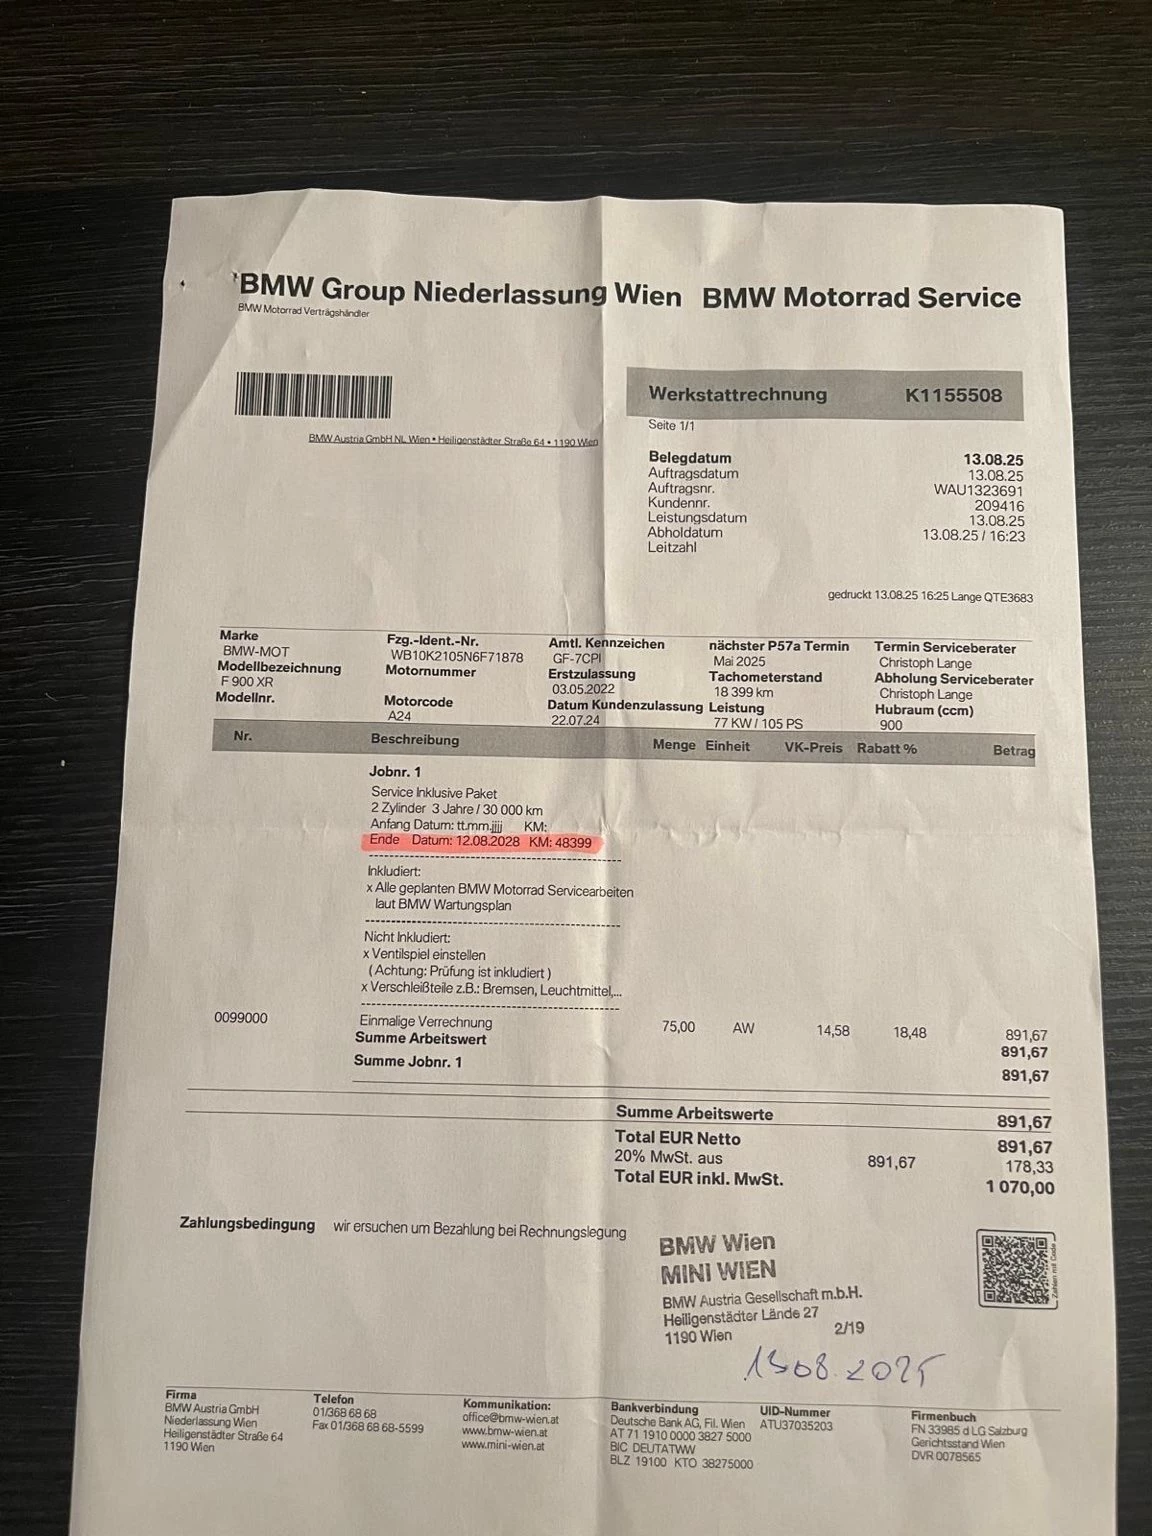 BMW Group Niederlassung Wien BMW Motorrad Service
BMW Motorrad Vertragshändler
BMW Austria GmbH NL Wien • Heiligenstädter Straße 64 • 1190 Wien
Werkstattrechnung K1155508
Seite 1/1
Belegdatum 13.08.25
Auftragsdatum 13.08.25
Auftragsnr. WAU1323691
Kundennr. 209416
Leistungsdatum 13.08.25
Abholdatum 13.08.25 / 16:23
Leitzahl
gedruckt 13.08.25 16:25 Lange QTE3683
Marke Fzg.-Ident.-Nr. Amtl. Kennzeichen nächster P57a Termin Termin Serviceberater
BMW-MOT WB10K2105N6F71878 GF-7CPI Mai 2025 Christoph Lange
Modellbezeichnung Motornummer Erstzulassung Tachometerstand Abholung Serviceberater
F 900 XR 03.05.2022 18 399 km Christoph Lange
Modellnr. Motorcode Datum Kundenzulassung Leistung Hubraum (ccm)
A24 22.07.24 77 KW / 105 PS 900
Nr. Beschreibung Menge Einheit VK-Preis Rabatt % Betrag
Jobnr. 1
Service Inklusive Paket
2 Zylinder 3 Jahre / 30 000 km
Anfang Datum: tt.mm.jjjj KM:
Ende Datum: 12.08.2028 KM: 48399
Inkludiert:
x Alle geplanten BMW Motorrad Servicearbeiten
laut BMW Wartungsplan
Nicht Inkludiert:
x Ventilspiel einstellen
( Achtung: Prüfung ist inkludiert )
x Verschleißteile z.B.: Bremsen, Leuchtmittel,...
0099000 Einmalige Verrechnung 75,00 AW 14,58 18,48 891,67
Summe Arbeitswert 891,67
Summe Jobnr. 1 891,67
Summe Arbeitswerte 891,67
Total EUR Netto 891,67
20% MwSt. aus 891,67 178,33
Total EUR inkl. MwSt. 1 070,00
Zahlungsbedingung wir ersuchen um Bezahlung bei Rechnungslegung
BMW Wien
MINI WIEN
BMW Austria Gesellschaft m.b.H.
Heiligenstädter Lände 27
1190 Wien 2/19
Zahlen mit Code
13.08.2025
Firma
BMW Austria GmbH
Niederlassung Wien
Heiligenstädter Straße 64
1190 Wien
Telefon
01/368 68 68
Fax 01/368 68 68-5599
Kommunikation:
office@bmw-wien.at
www.bmw-wien.at
www.mini-wien.at
Bankverbindung
Deutsche Bank AG, Fil. Wien
AT 71 1910 0000 3827 5000
BIC DEUTATWW
BLZ 19100 KTO 38275000
UID-Nummer
ATU37035203
Firmenbuch
FN 33985 d LG Salzburg
Gerichtsstand Wien
DVR 0078565